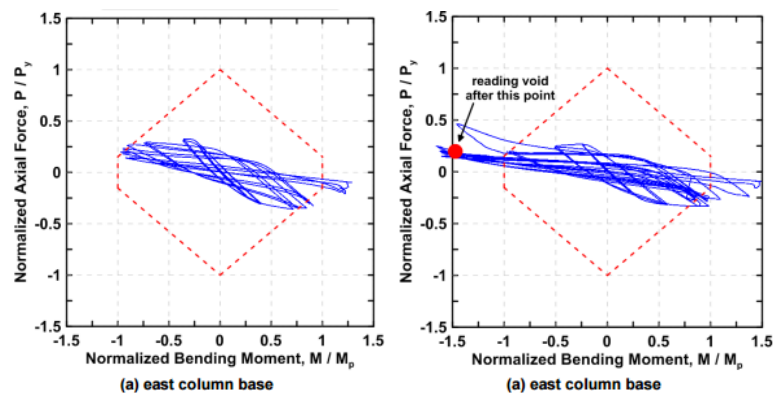 1.5
1
0.5
0
-0.5
-1
-1.5
Normalized Axial Force, P / Py
-1.5 -1 -0.5 0 0.5 1 1.5
Normalized Bending Moment, M / Mp
(a) east column base
1.5
1
0.5
0
-0.5
-1
-1.5
Normalized Axial Force, P / Py
reading void
after this point
-1.5 -1 -0.5 0 0.5 1 1.5
Normalized Bending Moment, M / Mp
(a) east column base